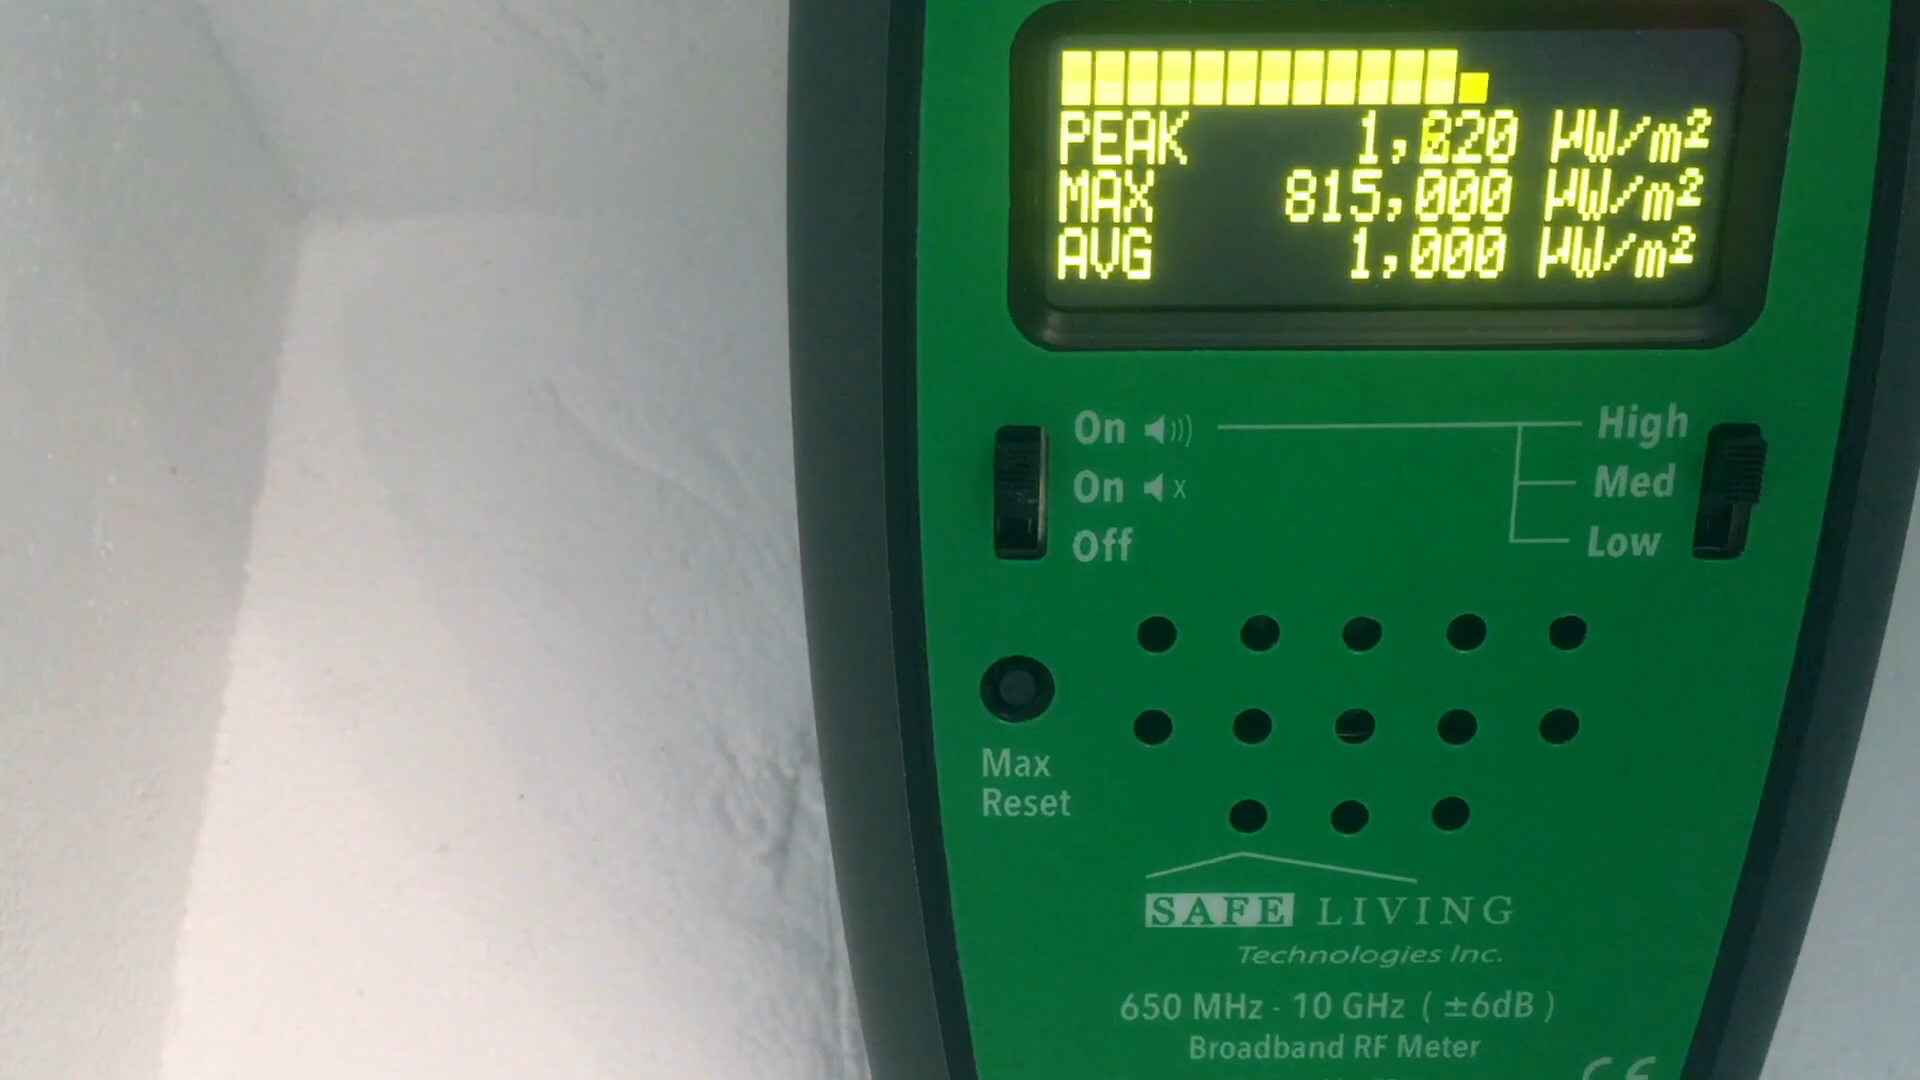 PEAK 1,820 µW/m²
MAX 815,000 µW/m²
AVG 1,000 µW/m²
On High
On x Med
Off Low
Max
Reset
SAFE LIVING
Technologies Inc.
650 MHz - 10 GHz ( ±6dB )
Broadband RF Meter
CE